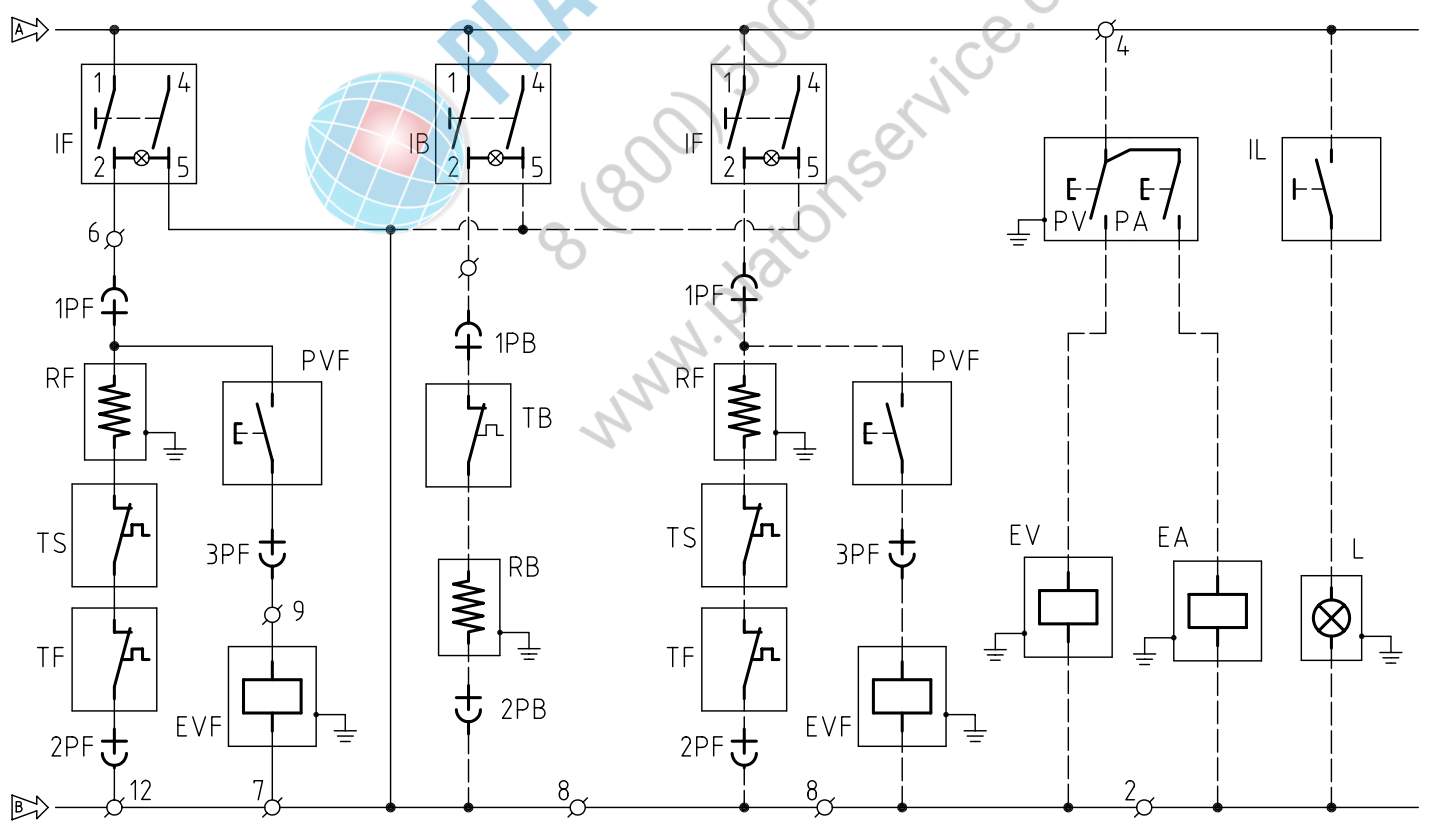 A
4
1 4
IF
2 5
1 4
IB
2 5
1 4
IF
2 5
PV PA
IL
6
1PF
1PF
1PB
PVF
PVF
RF
RF
TB
TS
3PF
TS
3PF
EV
EA
L
RB
9
TF
TF
EVF
2PB
EVF
2PF
2PF
B
12
7
8
8
2
PLA
8 (800) 500-
www.platonservice.c